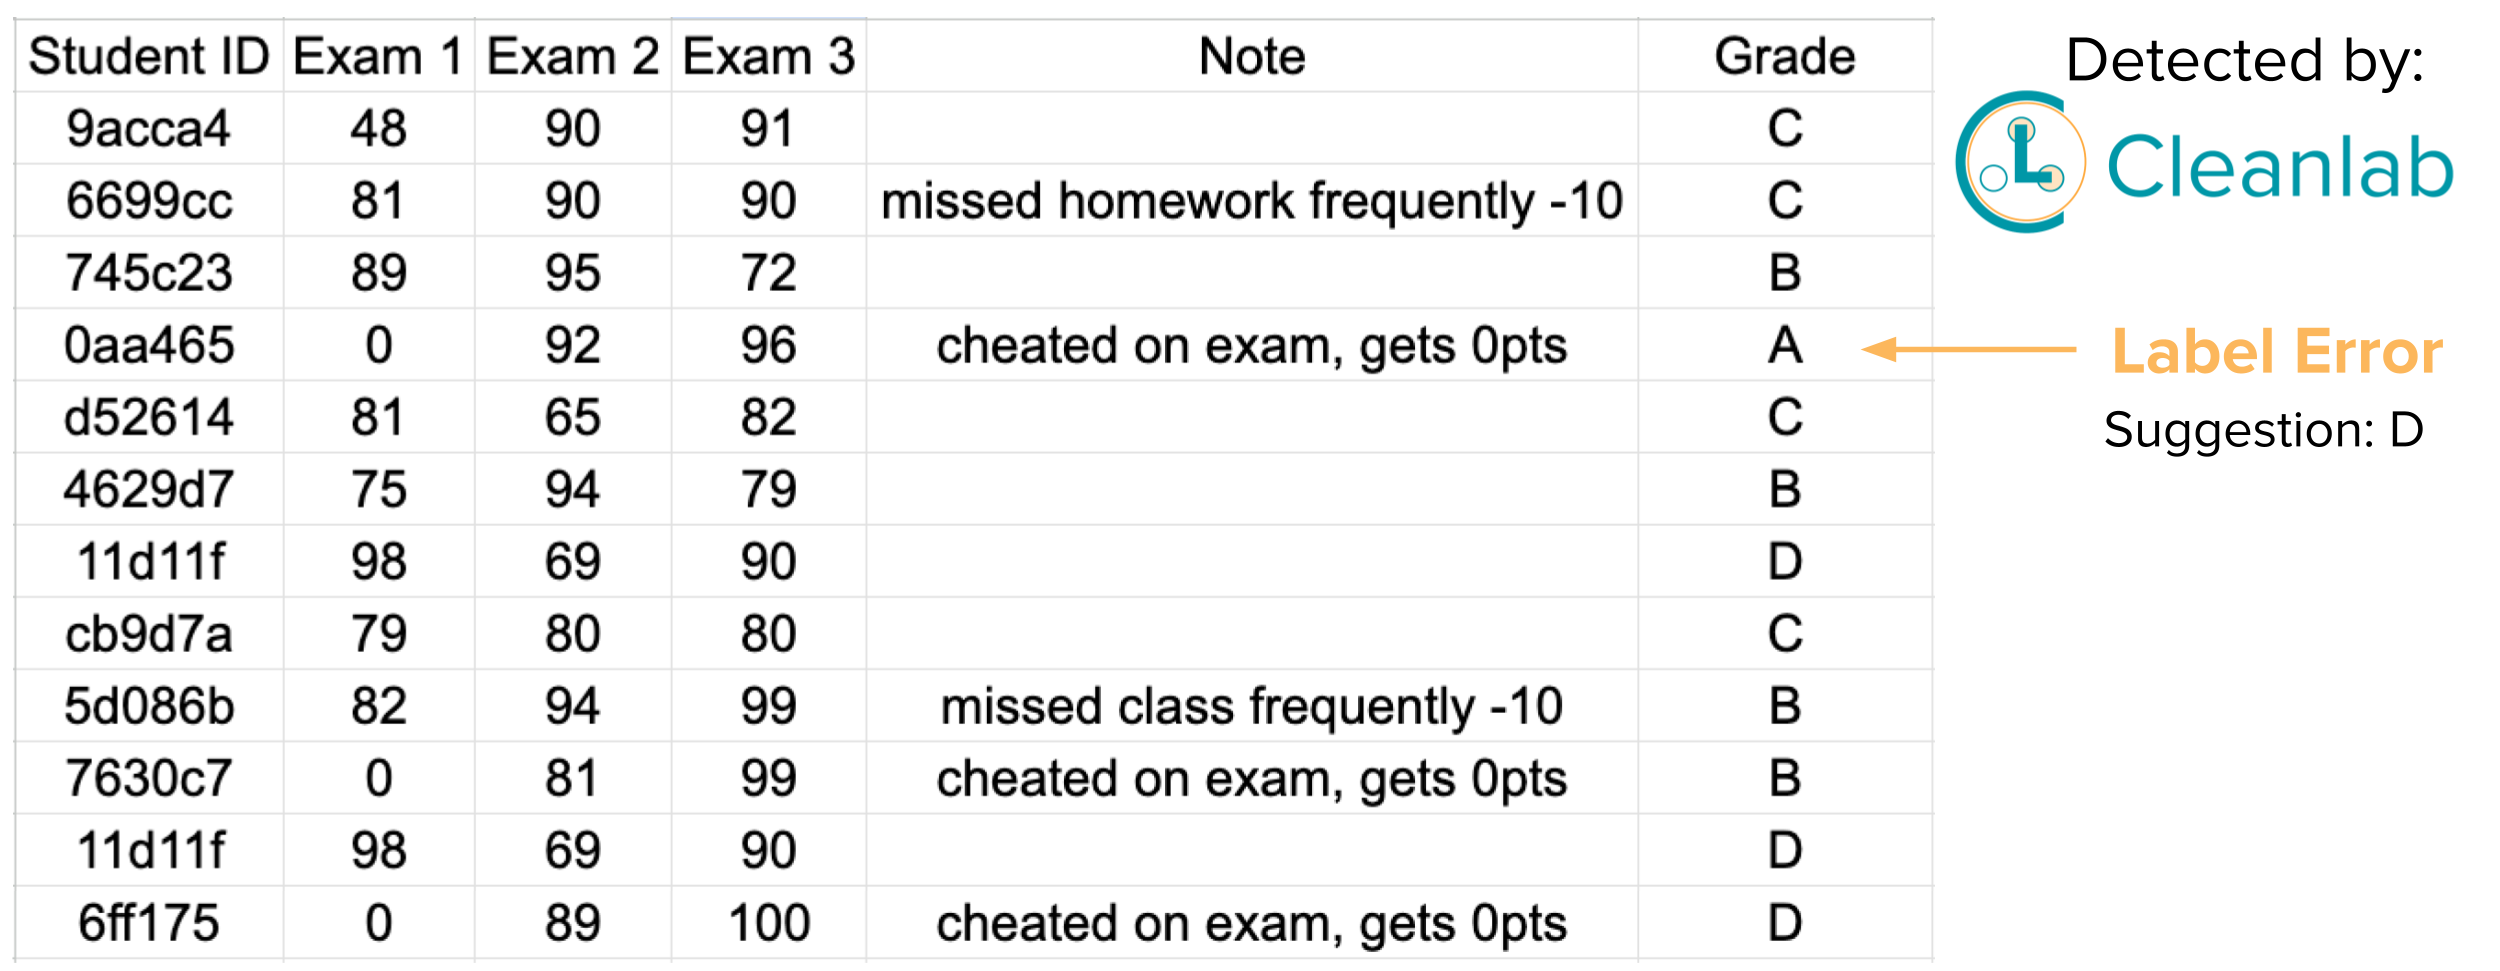 Student ID Exam 1 Exam 2 Exam 3 Note Grade
9acca4 48 90 91 C
6699cc 81 90 90 missed homework frequently -10 C
745c23 89 95 72 B
0aa465 0 92 96 cheated on exam, gets 0pts A
d52614 81 65 82 C
4629d7 75 94 79 B
11d11f 98 69 90 D
cb9d7a 79 80 80 C
5d086b 82 94 99 missed class frequently -10 B
7630c7 0 81 99 cheated on exam, gets 0pts B
11d11f 98 69 90 D
6ff175 0 89 100 cheated on exam, gets 0pts D
Detected by:
Cleanlab
Label Error
Suggestion: D